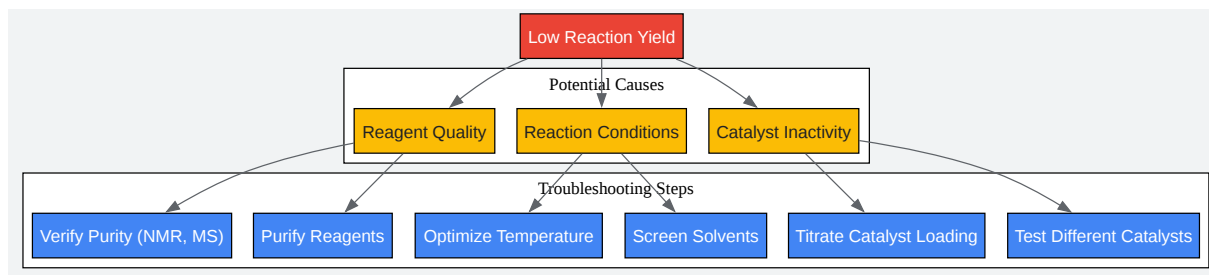 Low Reaction Yield
Potential Causes
Reagent Quality
Reaction Conditions
Catalyst Inactivity
Troubleshooting Steps
Verify Purity (NMR, MS)
Purify Reagents
Optimize Temperature
Screen Solvents
Titrate Catalyst Loading
Test Different Catalysts